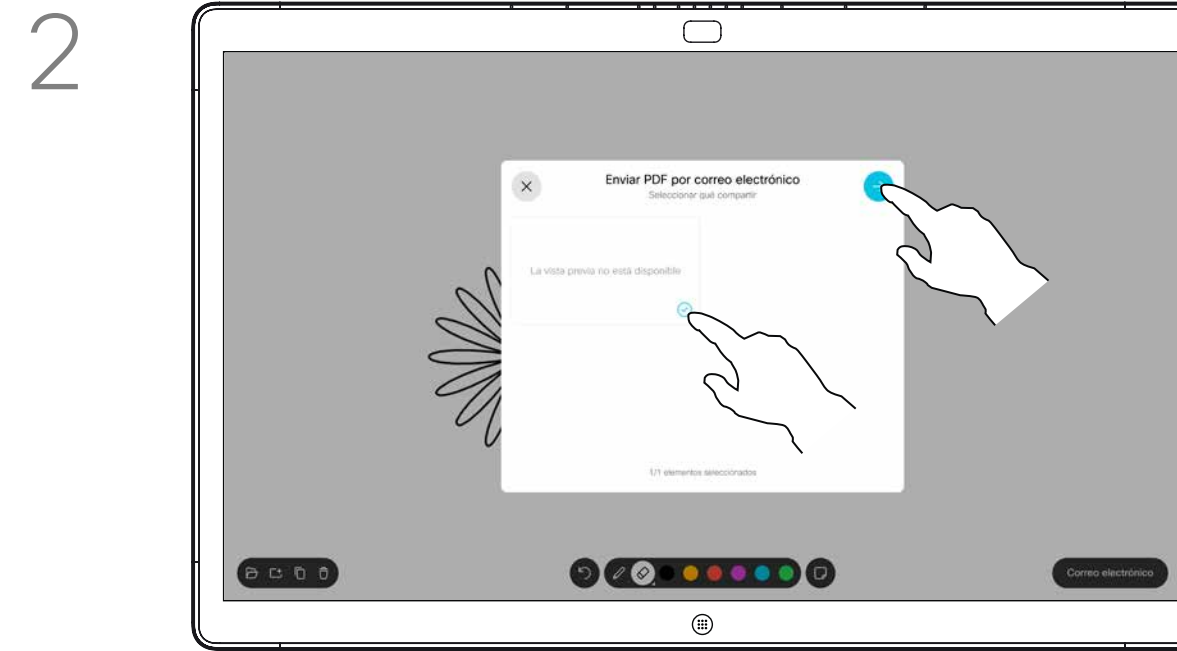 2
Enviar PDF por correo electrónico
Seleccionar qué compartir
La vista previa no está disponible
1/1 elementos seleccionados
Correo electrónico